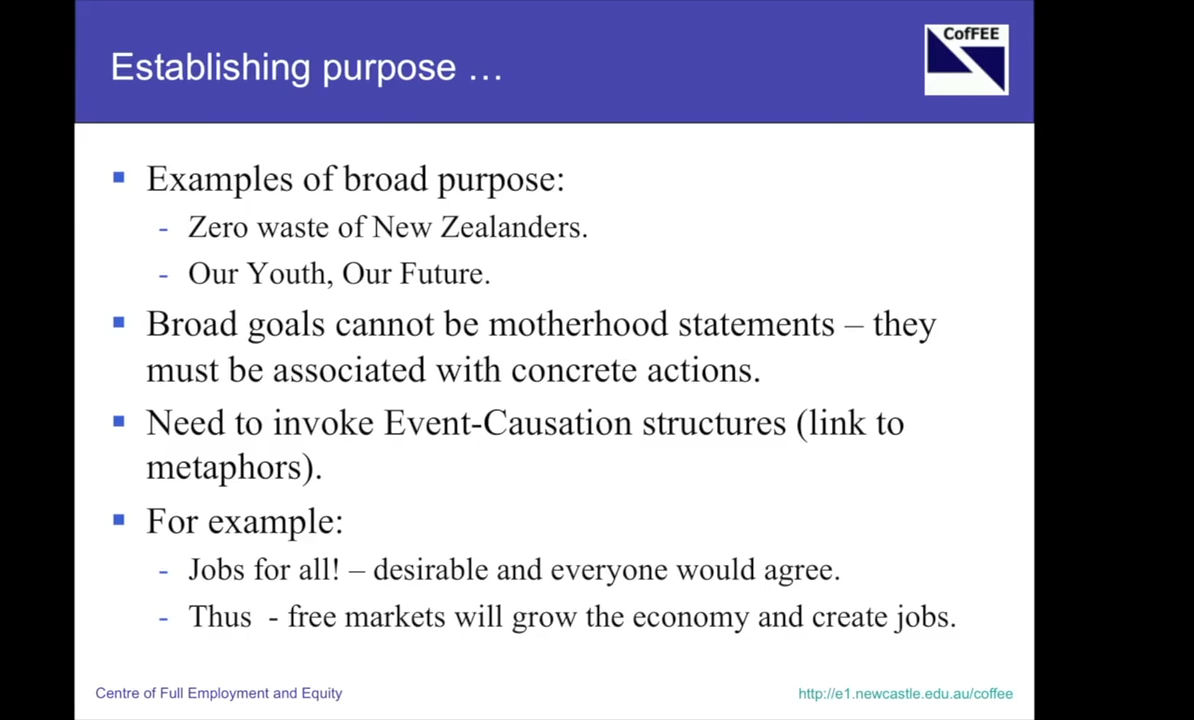 Establishing purpose …
CofFEE
Examples of broad purpose:
- Zero waste of New Zealanders.
- Our Youth, Our Future.
Broad goals cannot be motherhood statements – they
must be associated with concrete actions.
Need to invoke Event-Causation structures (link to
metaphors).
For example:
- Jobs for all! – desirable and everyone would agree.
- Thus - free markets will grow the economy and create jobs.
Centre of Full Employment and Equity
http://e1.newcastle.edu.au/coffee